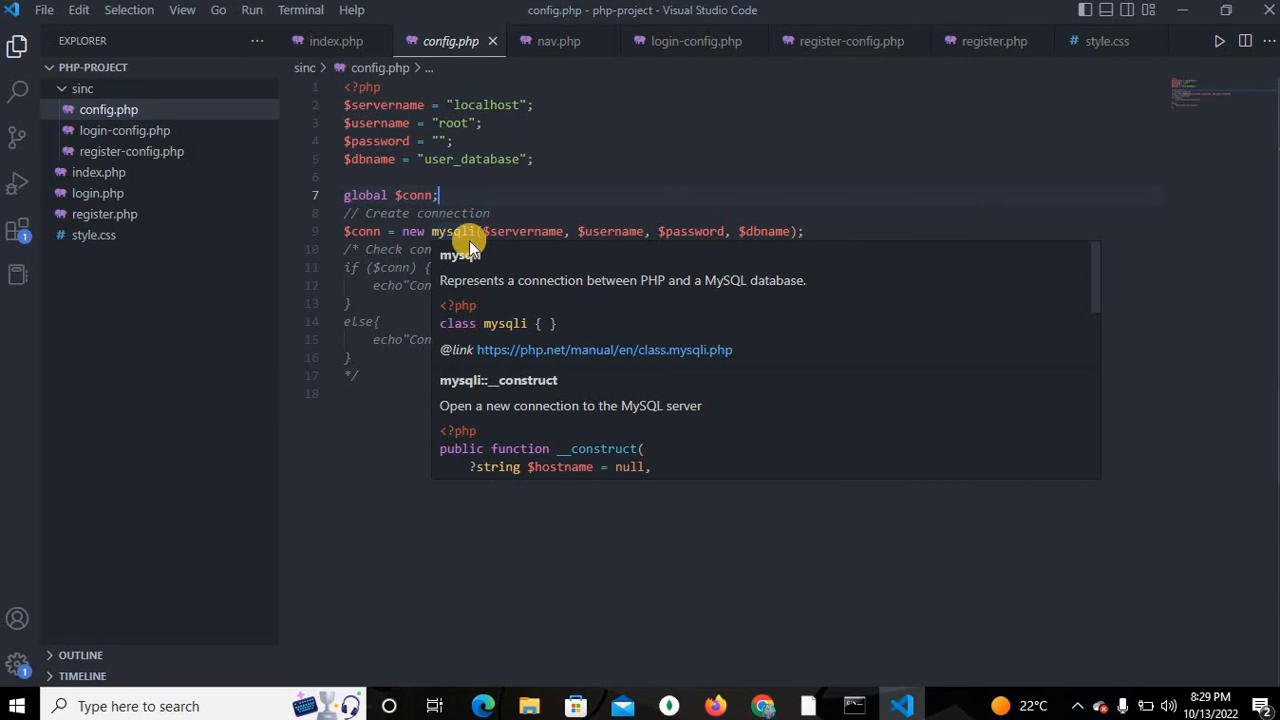 File Edit Selection View Go Run Terminal Help
config.php - php-project - Visual Studio Code
EXPLORER
index.php
config.php
nav.php
login-config.php
register-config.php
register.php
style.css
PHP-PROJECT
sinc
config.php
login-config.php
register-config.php
index.php
login.php
register.php
style.css
sinc > config.php > ...
1 <?php
2 $servername = "localhost";
3 $username = "root";
4 $password = "";
5 $dbname = "user_database";
6
7 global $conn;
8 // Create connection
9 $conn = new mysqli($servername, $username, $password, $dbname);
10 /* Check con
11 if ($conn) {
12 echo"Con
13 }
14 else{
15 echo"Con
16 }
17 */
18
mysqli
Represents a connection between PHP and a MySQL database.
<?php
class mysqli { }
@link https://php.net/manual/en/class.mysqli.php
mysqli::__construct
Open a new connection to the MySQL server
<?php
public function __construct(
?string $hostname = null,
1
1
OUTLINE
TIMELINE
Type here to search
22°C
8:29 PM
10/13/2022
2